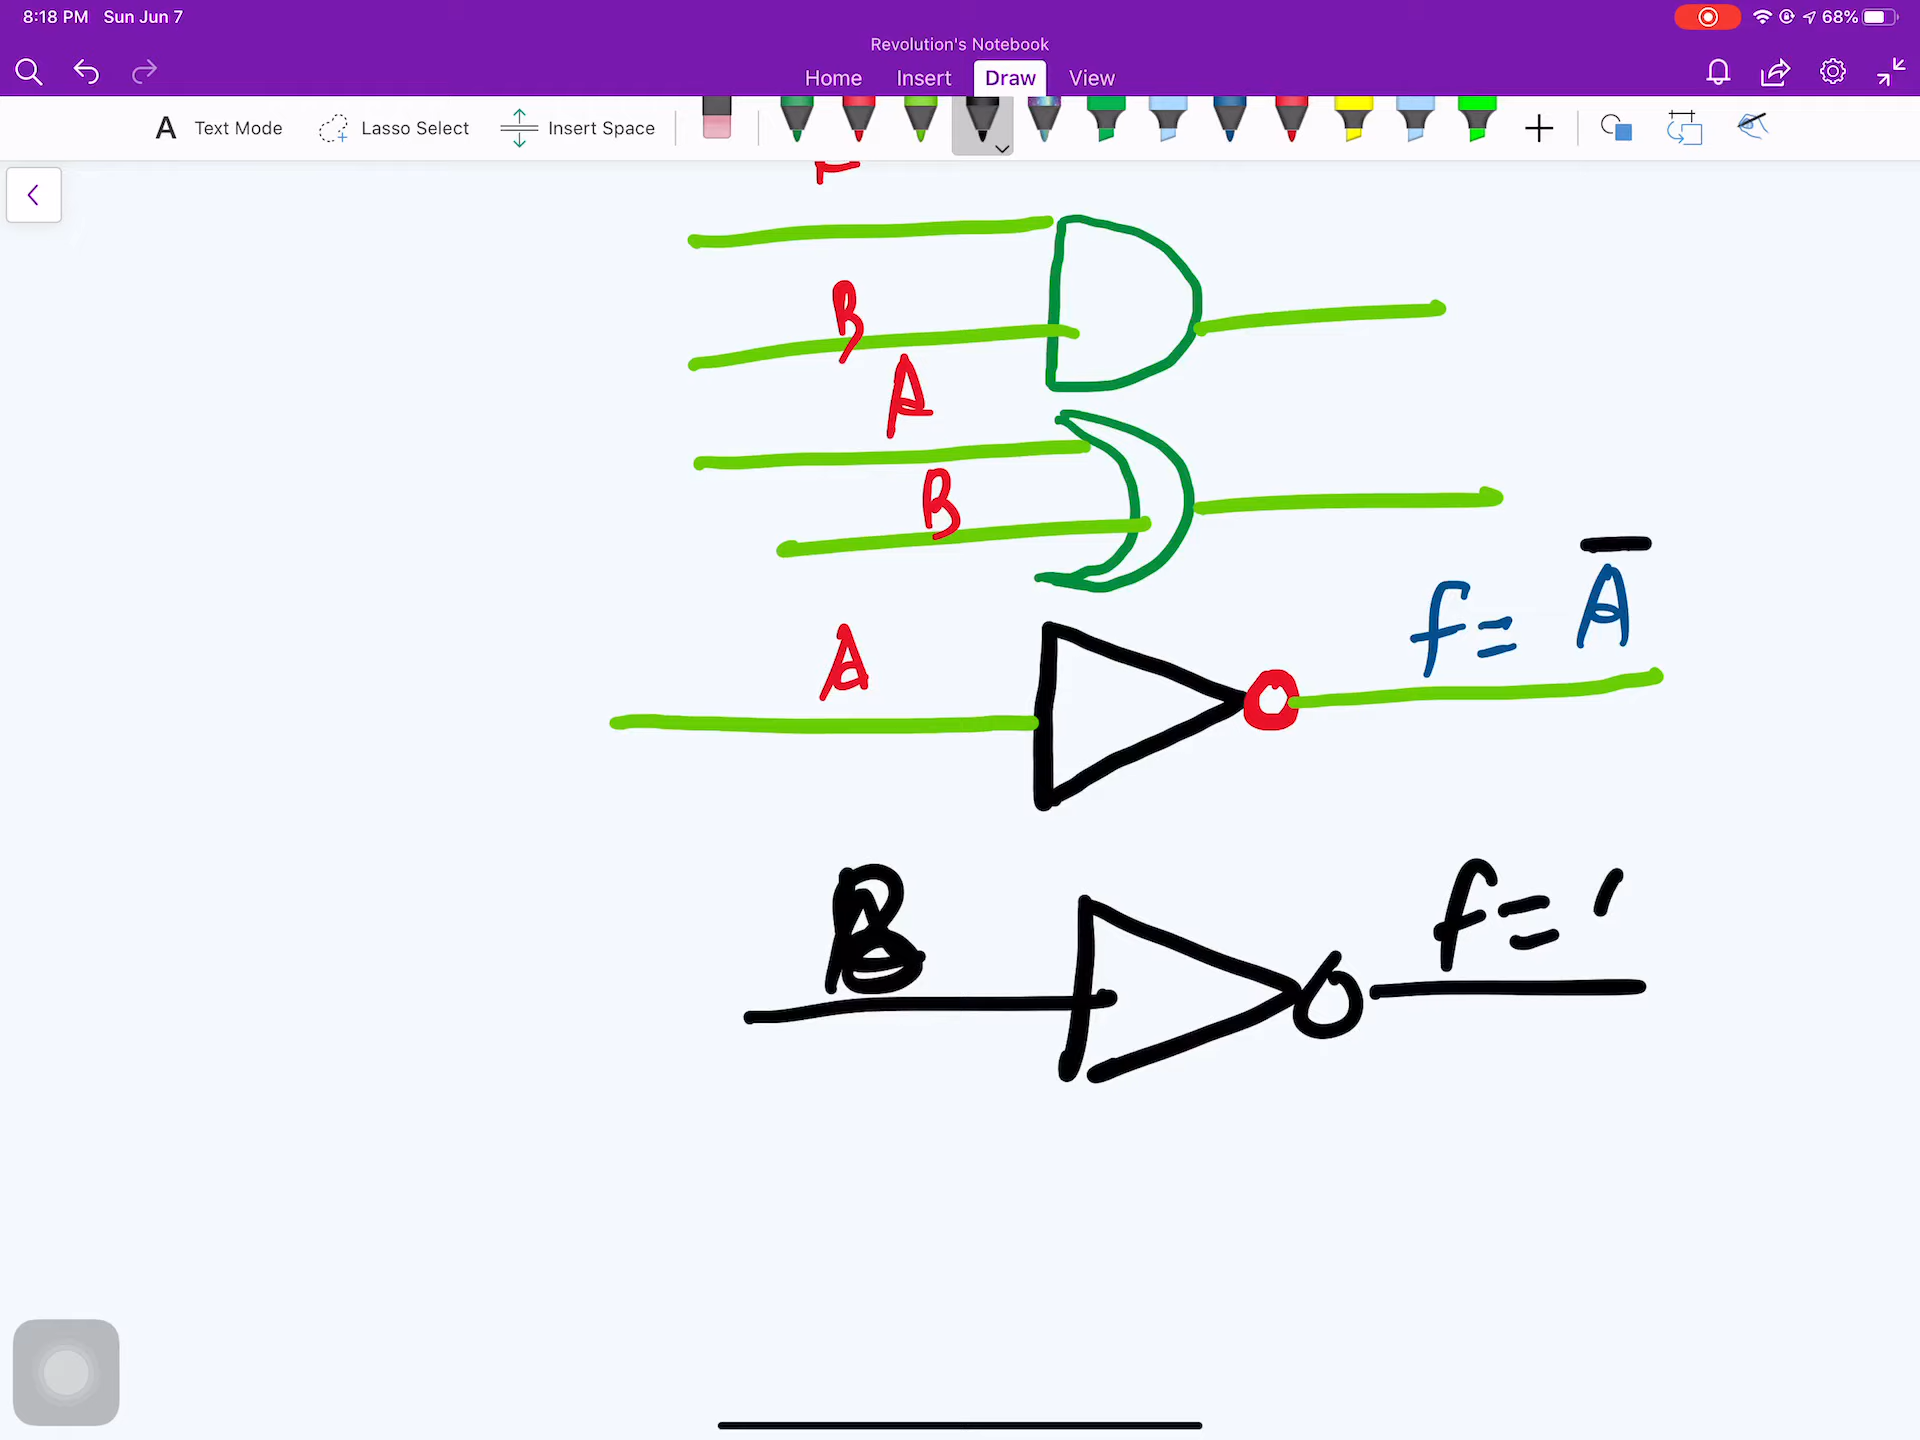 8:18 PM Sun Jun 7
68%
Revolution's Notebook
Home Insert Draw View
A Text Mode Lasso Select Insert Space
B
A
B
f = A̅
A
B
f =